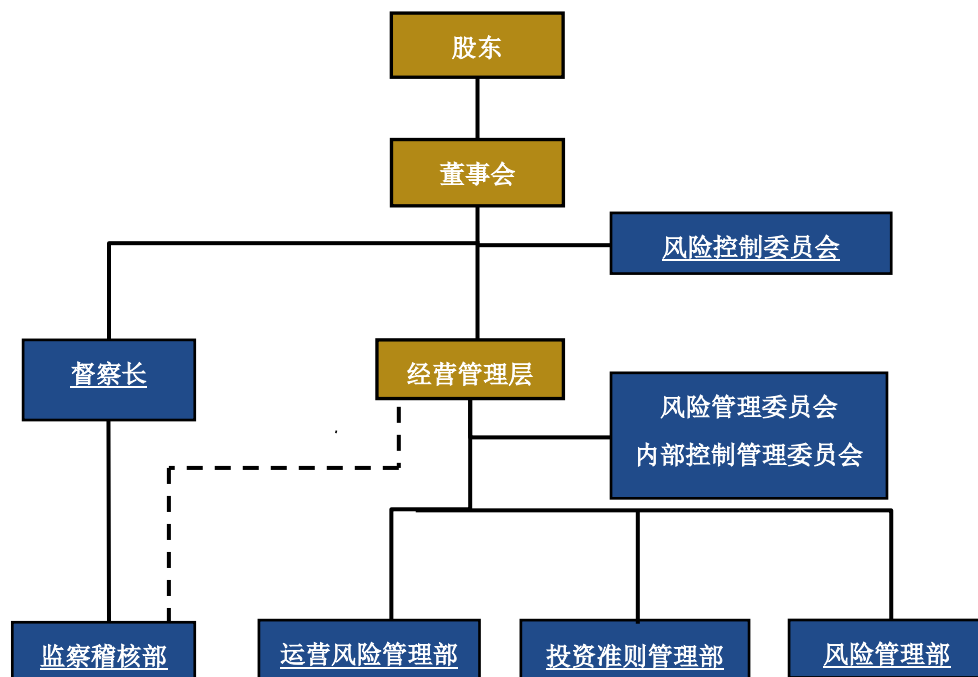 股东
董事会
风险控制委员会
督察长
经营管理层
风险管理委员会
内部控制管理委员会
监察稽核部
运营风险管理部
投资准则管理部
风险管理部